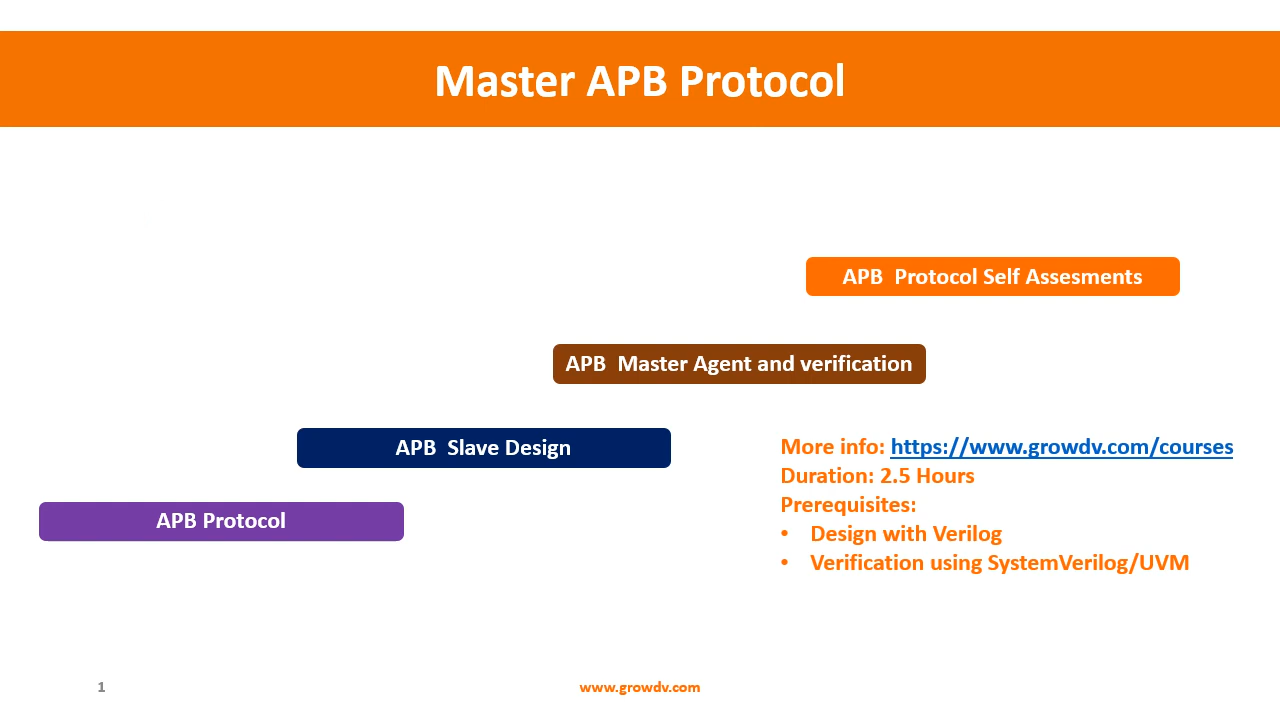 Master APB Protocol
APB  Protocol Self Assesments
APB  Master Agent and verification
APB  Slave Design
APB Protocol
More info: https://www.growdv.com/courses
Duration: 2.5 Hours
Prerequisites:
• Design with Verilog
• Verification using SystemVerilog/UVM
1
www.growdv.com